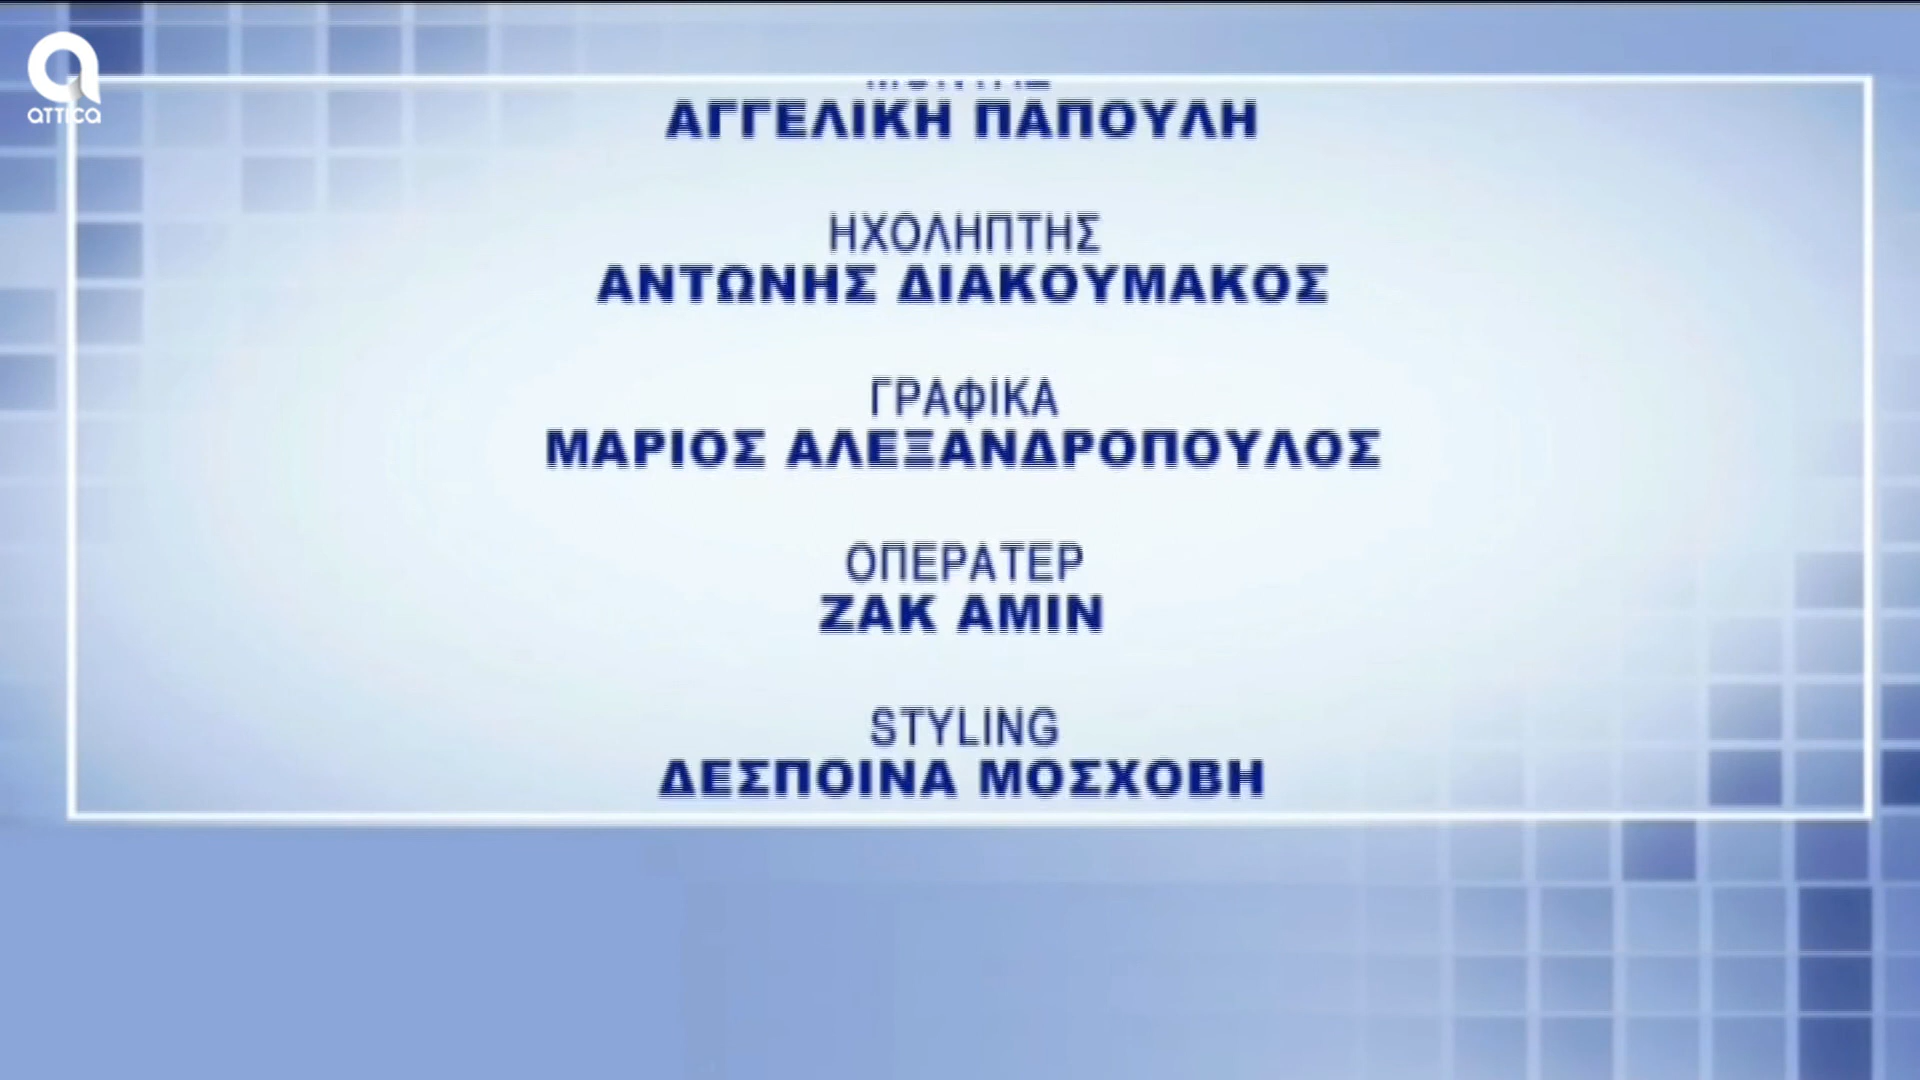 attica
ΑΓΓΕΛΙΚΗ ΠΑΠΟΥΛΗ
ΗΧΟΛΗΠΤΗΣ
ΑΝΤΩΝΗΣ ΔΙΑΚΟΥΜΑΚΟΣ
ΓΡΑΦΙΚΑ
ΜΑΡΙΟΣ ΑΛΕΞΑΝΔΡΟΠΟΥΛΟΣ
ΟΠΕΡΑΤΕΡ
ΖΑΚ ΑΜΙΝ
STYLING
ΔΕΣΠΟΙΝΑ ΜΟΣΧΟΒΗ